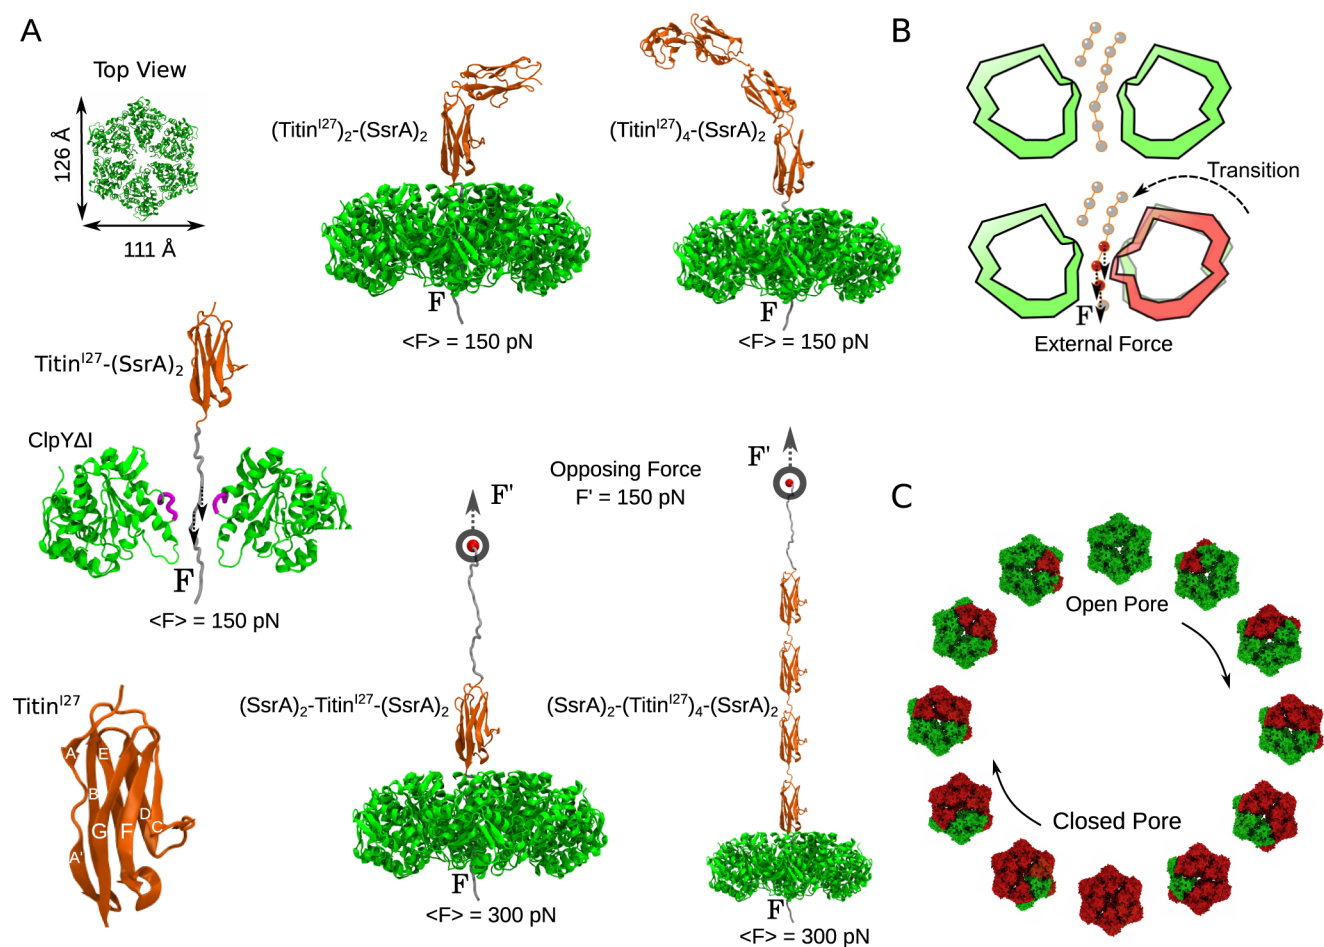 A
Top View
126 Å
111 Å
(Titin^I27)₂-(SsrA)₂
F
<F> = 150 pN
(Titin^I27)₄-(SsrA)₂
F
<F> = 150 pN
Titin^I27-(SsrA)₂
ClpYΔI
F
<F> = 150 pN
Titin^I27
A
E
B
D
C
G
F
A'
F'
(SsrA)₂-Titin^I27-(SsrA)₂
F
<F> = 300 pN
Opposing Force
F' = 150 pN
F'
(SsrA)₂-(Titin^I27)₄-(SsrA)₂
F
<F> = 300 pN
B
Transition
F
External Force
C
Open Pore
Closed Pore